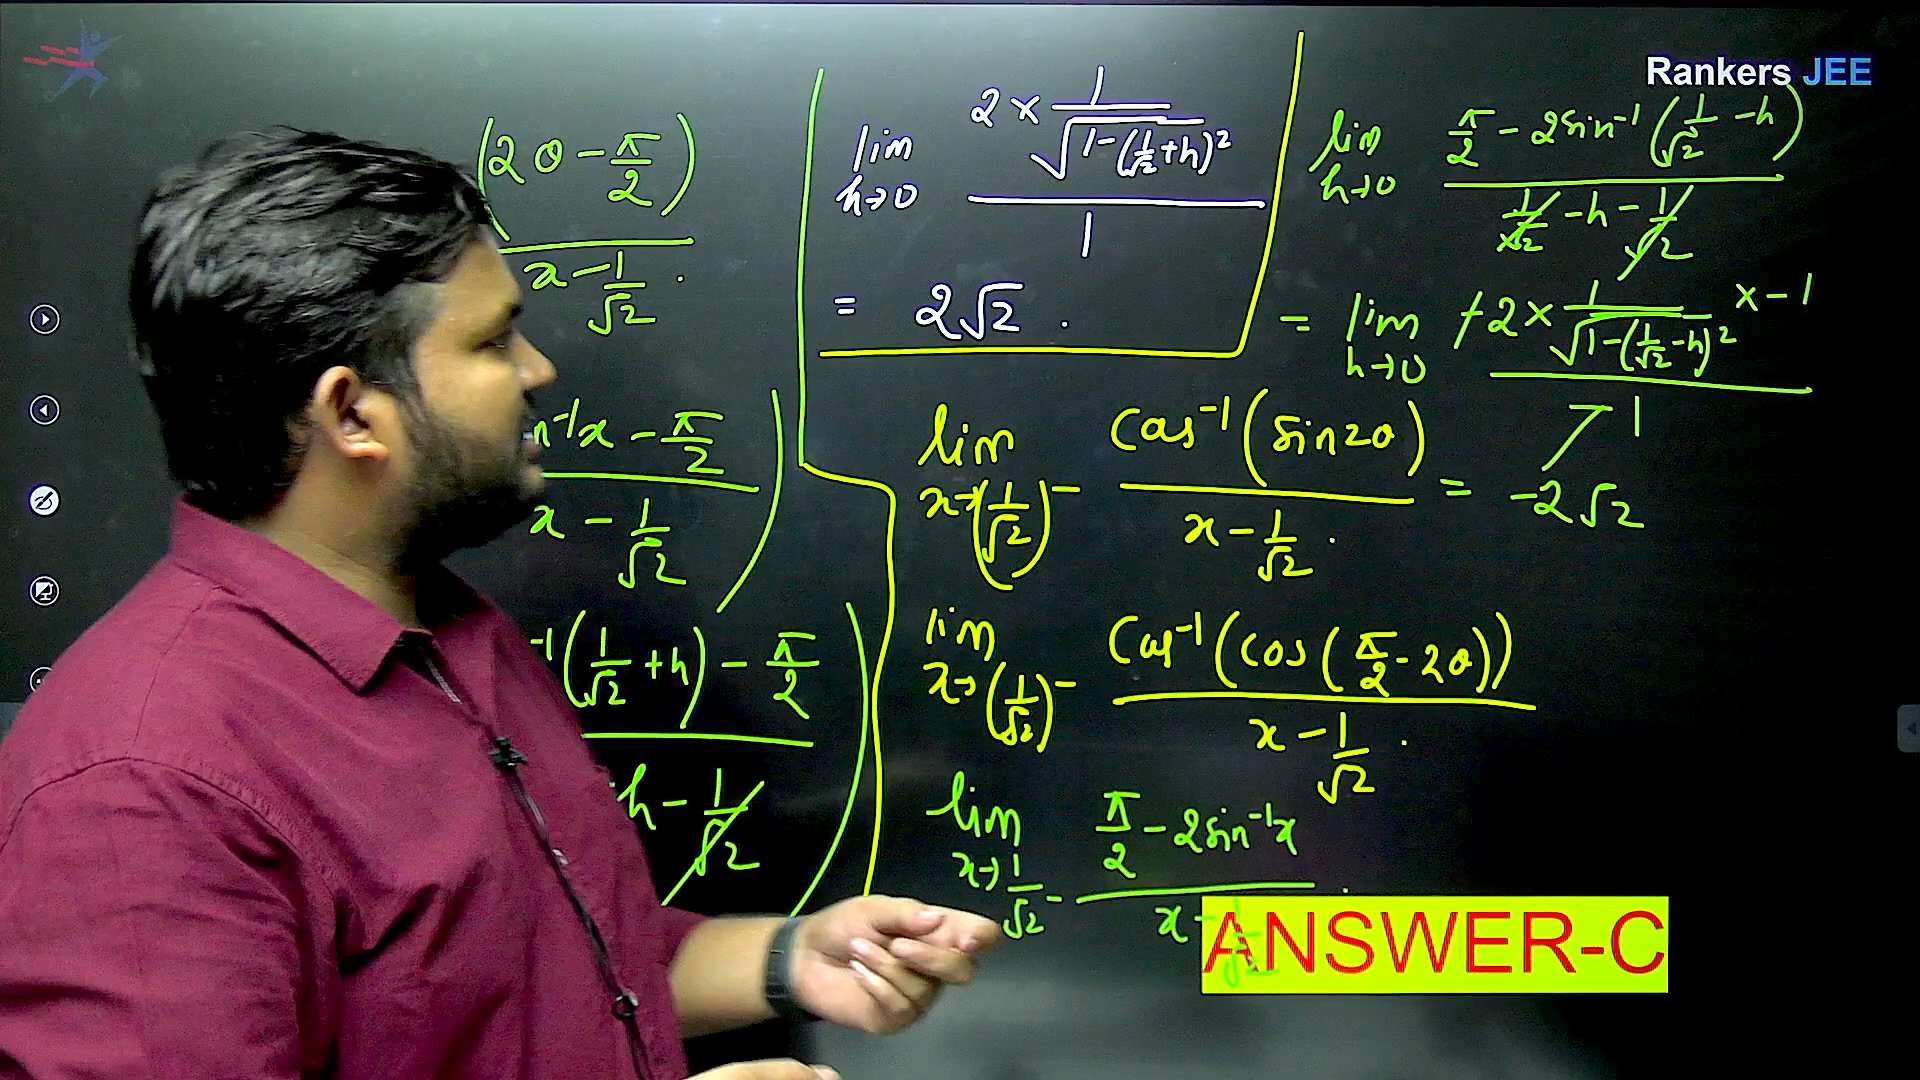 Rankers JEE
(2θ - π/2)
x - 1/√2 .
n⁻¹x - π/2 )
x - 1/√2
⁻¹(1/√2 + h) - π/2 )
h - 1/√2
lim h→0 2 × 1/√(1-(1/√2+h)²)
1
= 2√2 .
lim h→0 π/2 - 2sin⁻¹(1/√2 - h)
1/√2 - h - 1/√2
= lim h→0 +2 × 1/√(1-(1/√2-h)²) × -1
1
lim x→(1/√2)⁻ cos⁻¹(sin2θ)
x - 1/√2 .
= -2√2
lim x→(1/√2)⁻ cos⁻¹(cos(π/2 - 2θ))
x - 1/√2 .
lim x→1/√2⁻ π/2 - 2sin⁻¹x
x - 1/√2
ANSWER-C